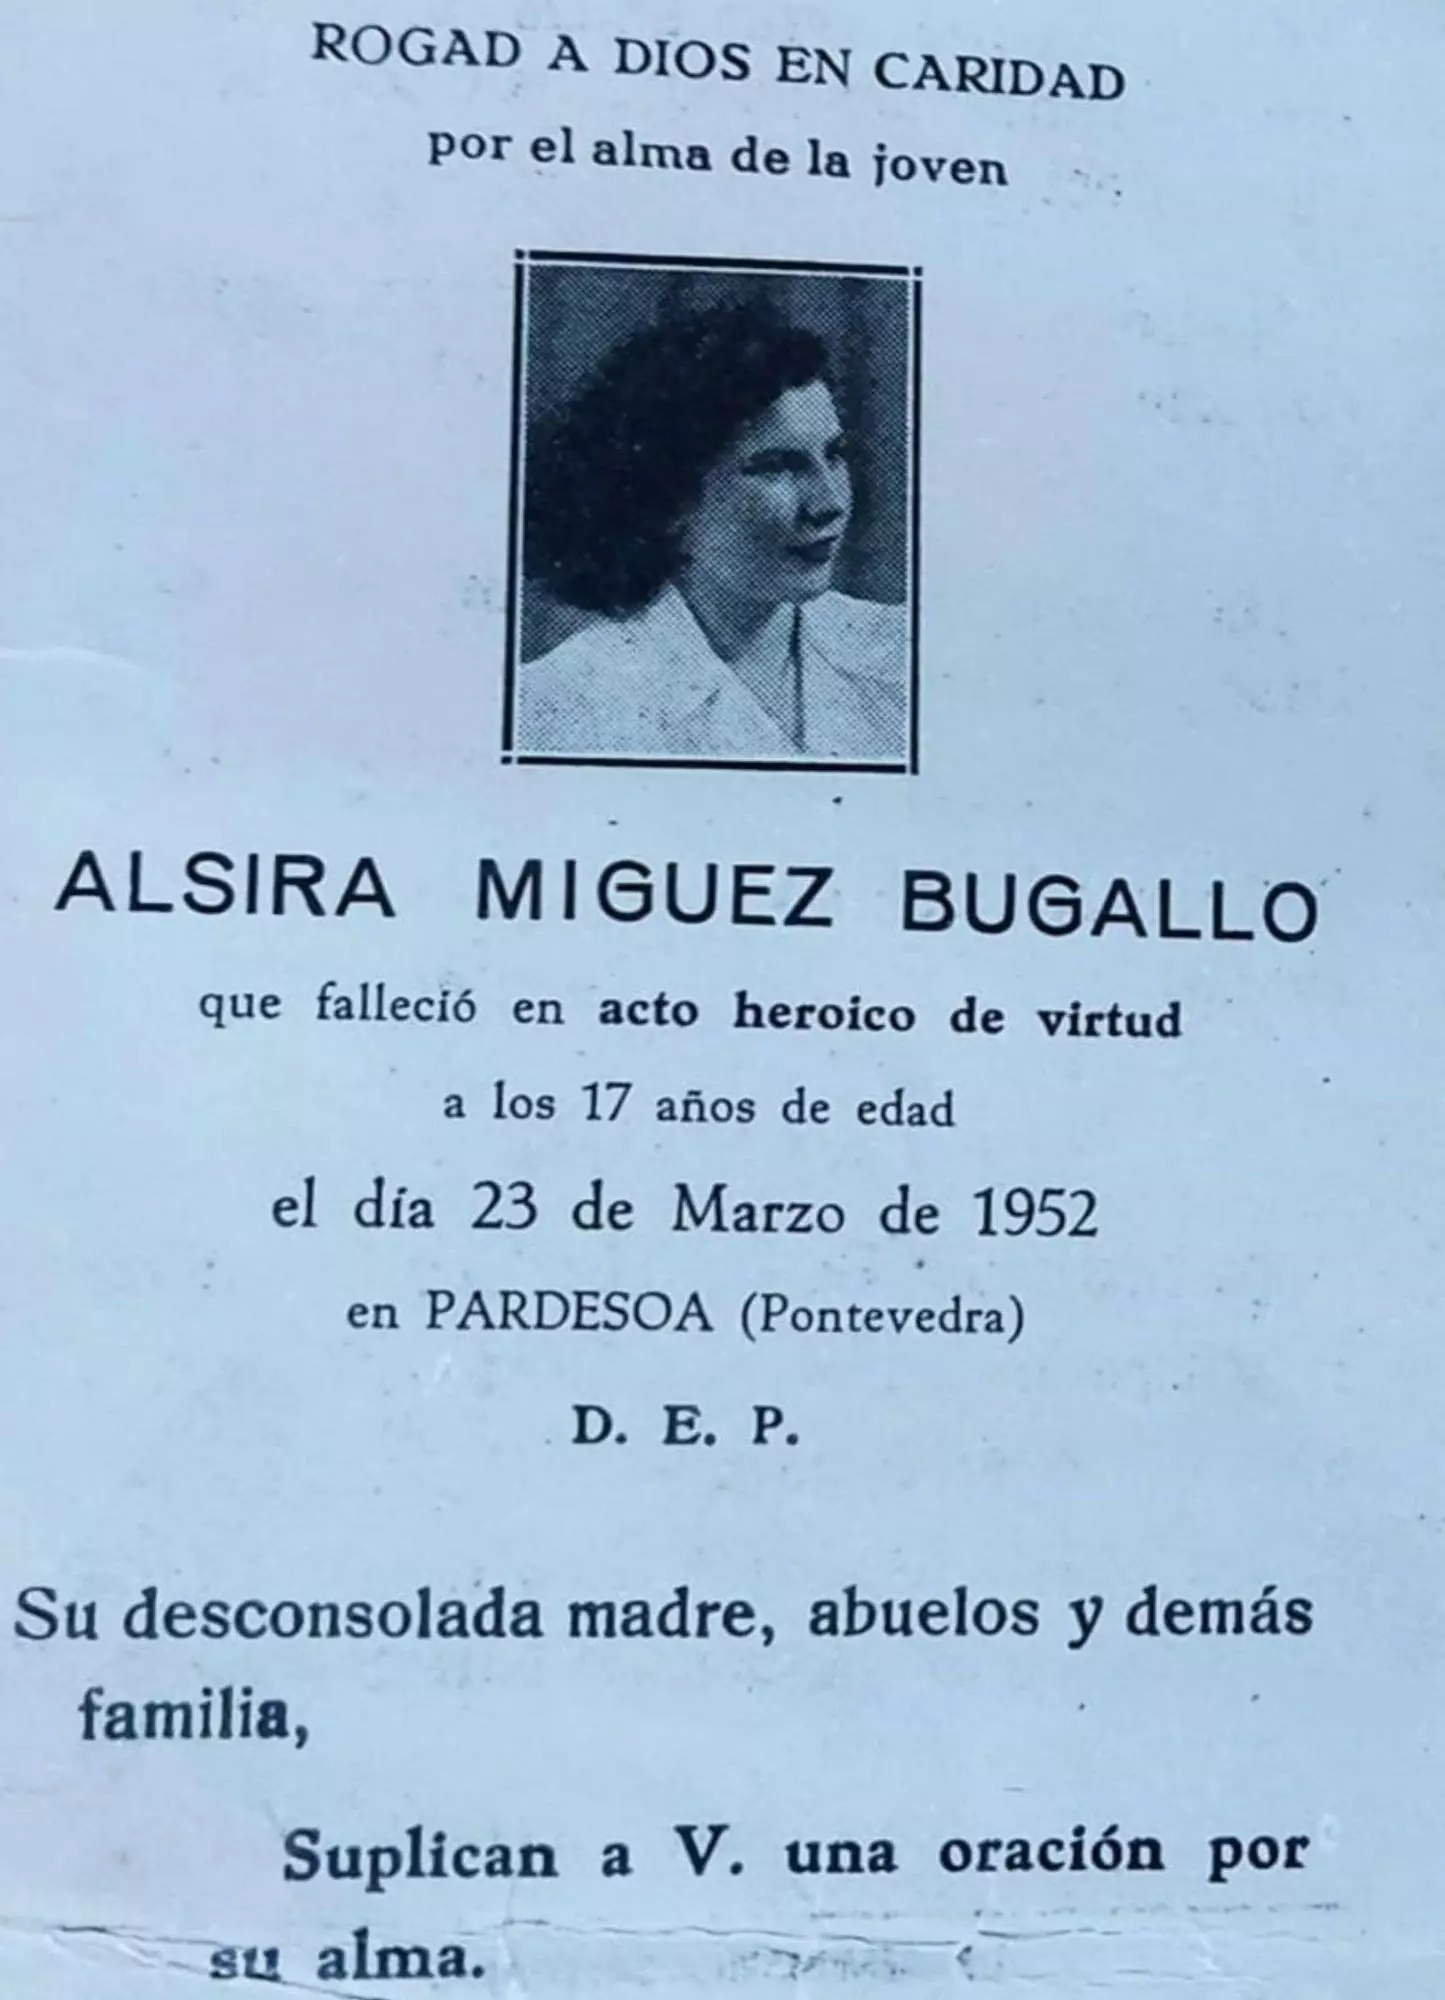 ROGAD A DIOS EN CARIDAD
por el alma de la joven
ALSIRA MIGUEZ BUGALLO
que falleció en acto heroico de virtud
a los 17 años de edad
el día 23 de Marzo de 1952
en PARDESOA (Pontevedra)
D. E. P.
Su desconsolada madre, abuelos y demás
familia,
Suplican a V. una oración por
su alma.